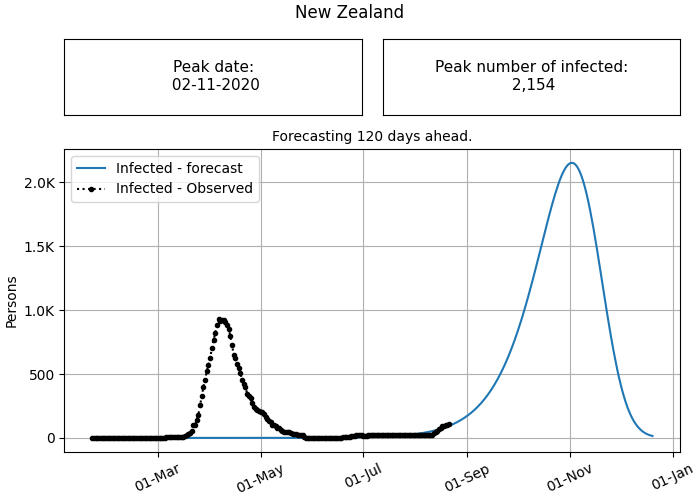 New Zealand
Peak date:
02-11-2020
Peak number of infected:
2,154
Forecasting 120 days ahead.
Infected - forecast
Infected - Observed
2.0K
1.5K
1.0K
500
0
Persons
01-Mar
01-May
01-Jul
01-Sep
01-Nov
01-Jan